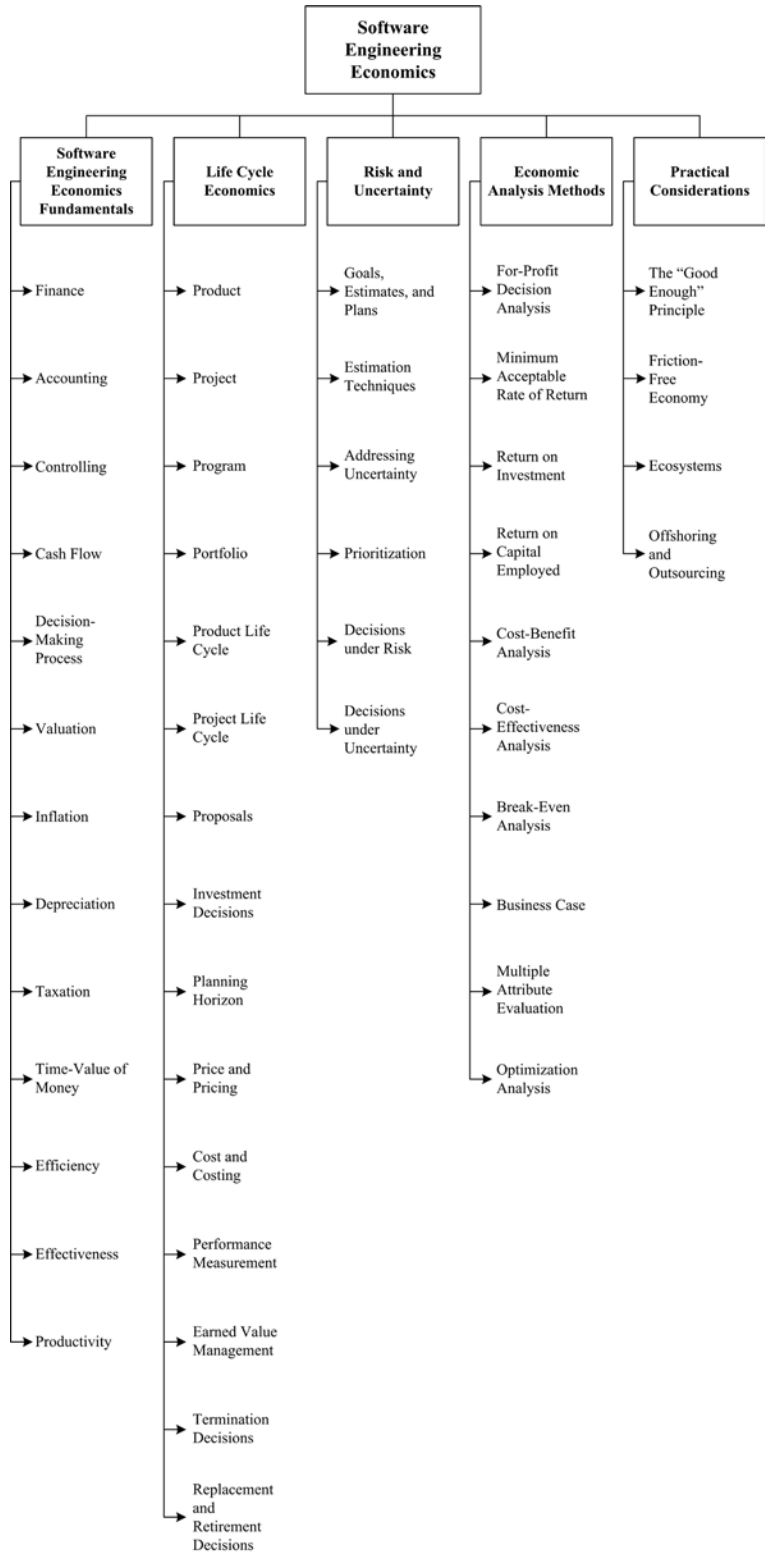 Software
Engineering
Economics
Software
Engineering
Economics
Fundamentals
Finance
Accounting
Controlling
Cash Flow
Decision-
Making
Process
Valuation
Inflation
Depreciation
Taxation
Time-Value of
Money
Efficiency
Effectiveness
Productivity
Life Cycle
Economics
Product
Project
Program
Portfolio
Product Life
Cycle
Project Life
Cycle
Proposals
Investment
Decisions
Planning
Horizon
Price and
Pricing
Cost and
Costing
Performance
Measurement
Earned Value
Management
Termination
Decisions
Replacement
and
Retirement
Decisions
Risk and
Uncertainty
Goals,
Estimates, and
Plans
Estimation
Techniques
Addressing
Uncertainty
Prioritization
Decisions
under Risk
Decisions
under
Uncertainty
Economic
Analysis Methods
For-Profit
Decision
Analysis
Minimum
Acceptable
Rate of Return
Return on
Investment
Return on
Capital
Employed
Cost-Benefit
Analysis
Cost-
Effectiveness
Analysis
Break-Even
Analysis
Business Case
Multiple
Attribute
Evaluation
Optimization
Analysis
Practical
Considerations
The “Good
Enough”
Principle
Friction-
Free
Economy
Ecosystems
Offshoring
and
Outsourcing